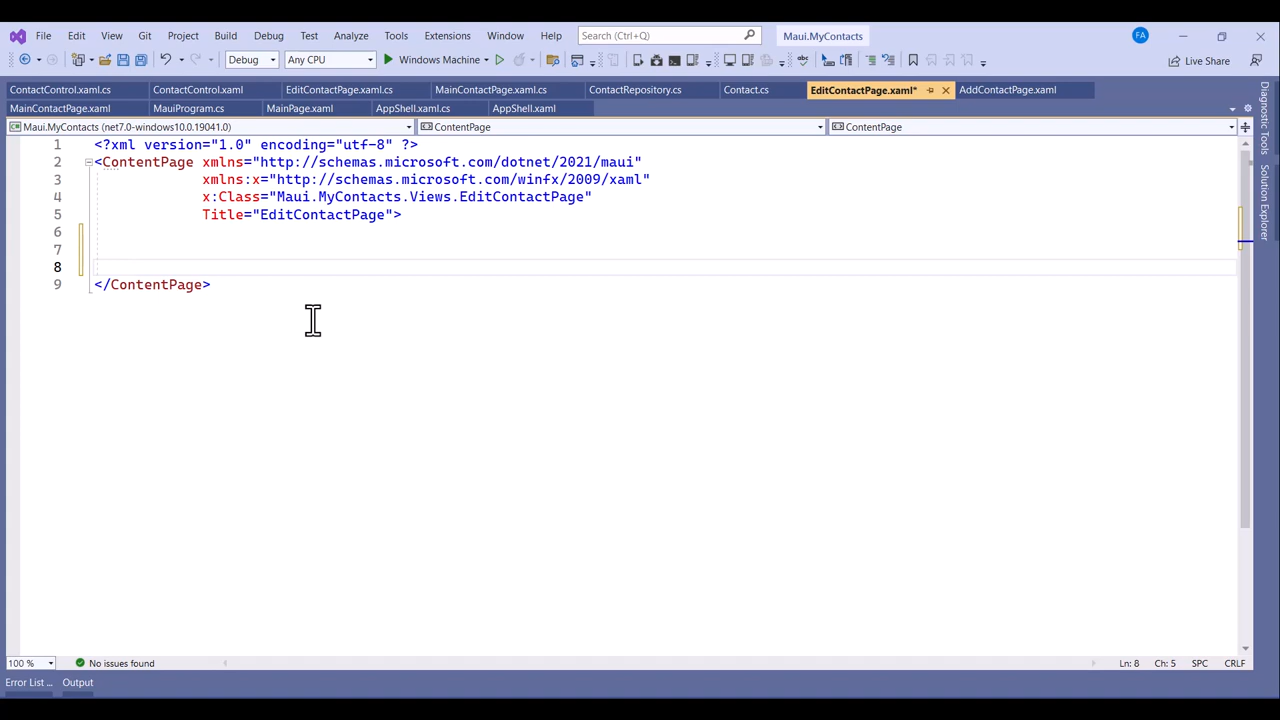 File Edit View Git Project Build Debug Test Analyze Tools Extensions Window Help Search (Ctrl+Q) Maui.MyContacts FA
Debug Any CPU Windows Machine Live Share
ContactControl.xaml.cs ContactControl.xaml EditContactPage.xaml.cs MainContactPage.xaml.cs ContactRepository.cs Contact.cs EditContactPage.xaml* AddContactPage.xaml
MainContactPage.xaml MauiProgram.cs MainPage.xaml AppShell.xaml.cs AppShell.xaml
Maui.MyContacts (net7.0-windows10.0.19041.0) ContentPage ContentPage
1 <?xml version="1.0" encoding="utf-8" ?>
2 <ContentPage xmlns="http://schemas.microsoft.com/dotnet/2021/maui"
3 xmlns:x="http://schemas.microsoft.com/winfx/2009/xaml"
4 x:Class="Maui.MyContacts.Views.EditContactPage"
5 Title="EditContactPage">
6
7
8
9 </ContentPage>
100 % No issues found Ln: 8 Ch: 5 SPC CRLF
Error List ... Output
Diagnostic Tools
Solution Explorer